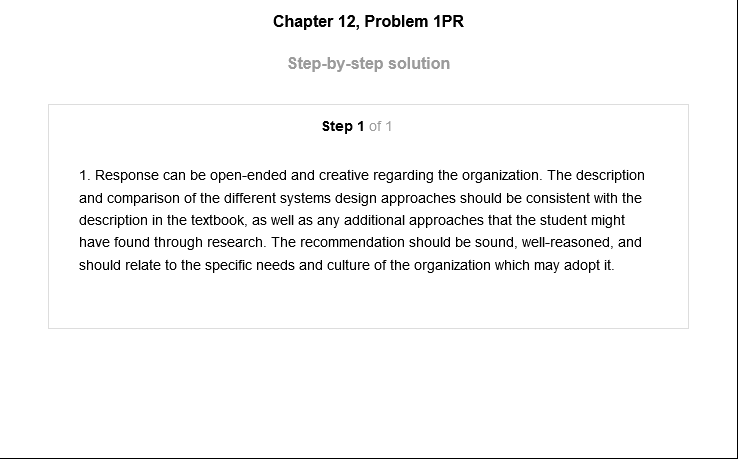 Chapter 12, Problem 1PR
Step-by-step solution
Step 1 of 1
1. Response can be open-ended and creative regarding the organization. The description
and comparison of the different systems design approaches should be consistent with the
description in the textbook, as well as any additional approaches that the student might
have found through research. The recommendation should be sound, well-reasoned, and
should relate to the specific needs and culture of the organization which may adopt it.